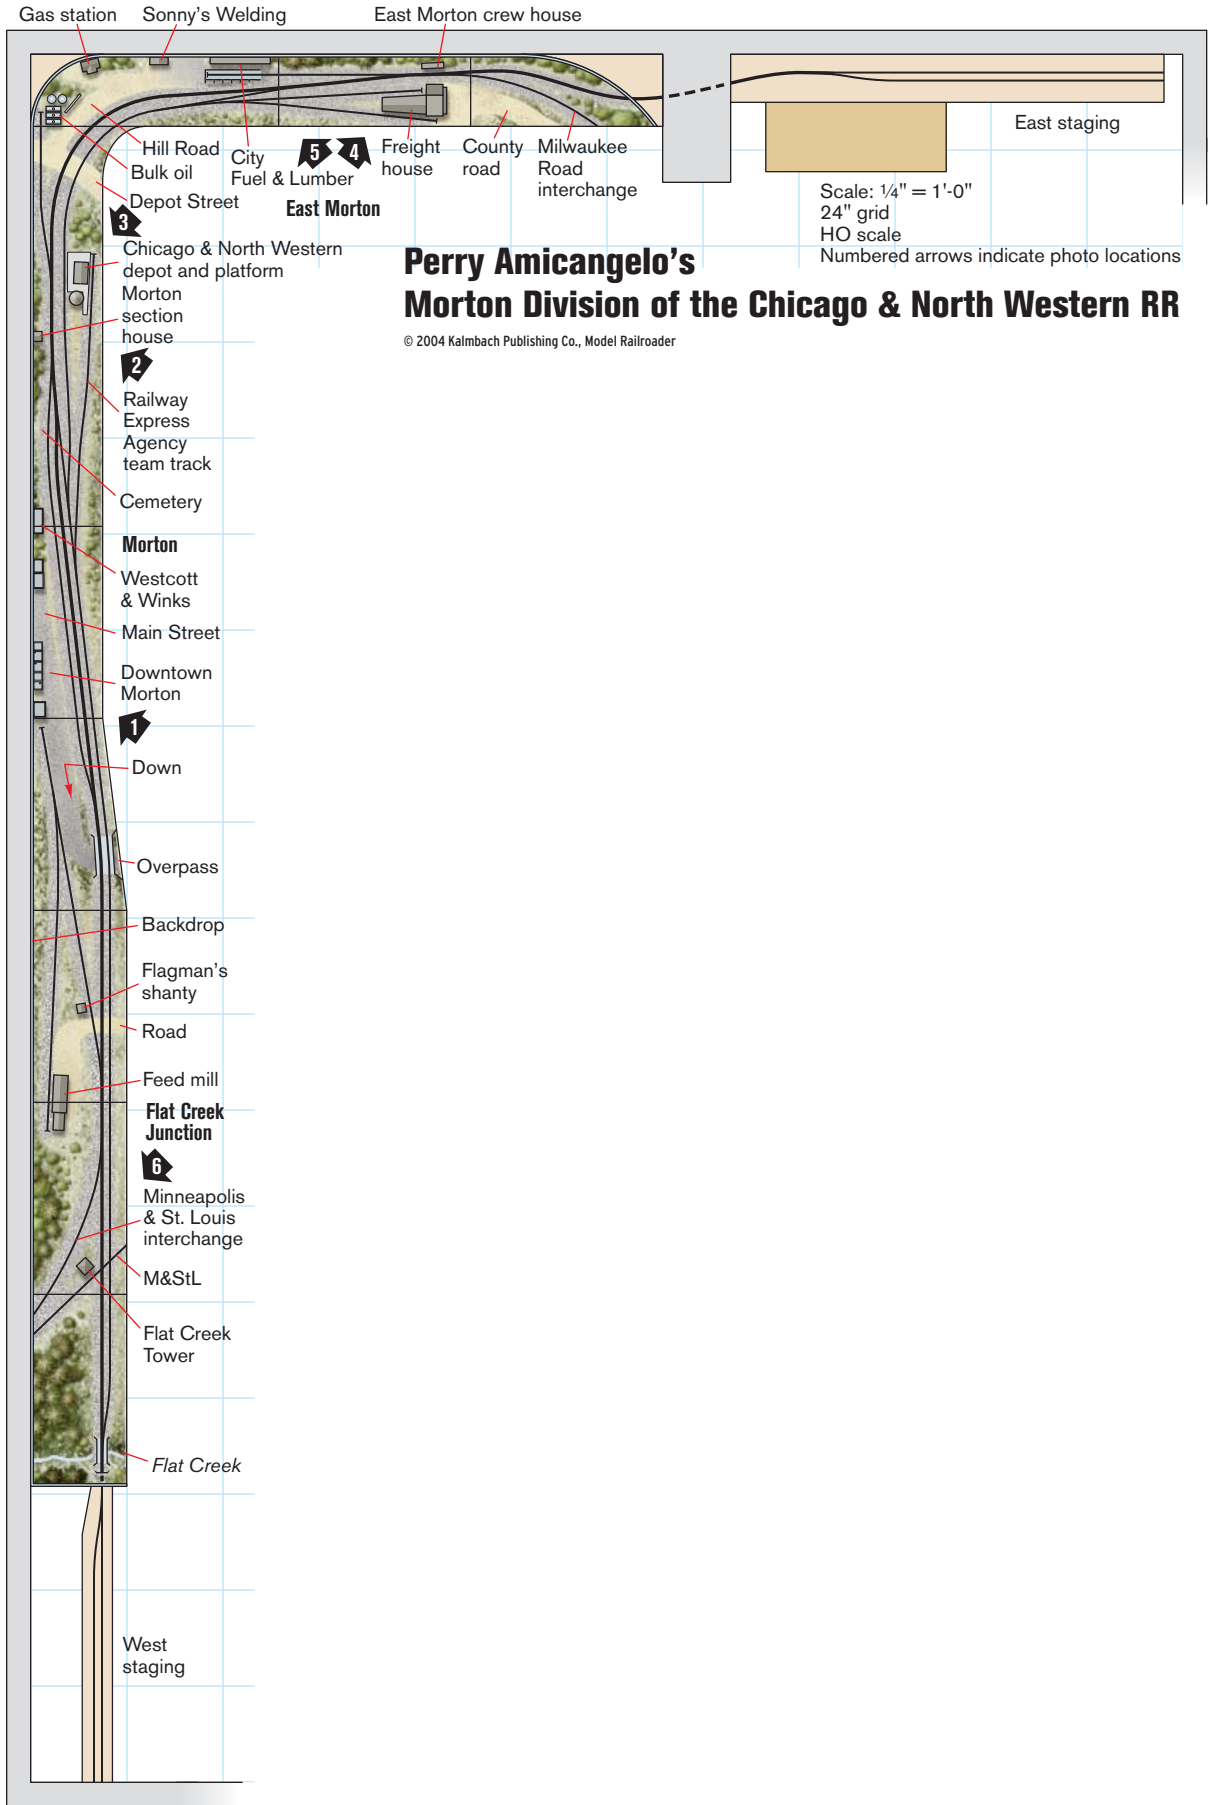 Gas station
Sonny's Welding
East Morton crew house
Hill Road
Bulk oil
Depot Street
City
Fuel & Lumber
5
4
East Morton
Freight
house
County
road
Milwaukee
Road
interchange
East staging
Scale: 1/4" = 1'-0"
24" grid
HO scale
Numbered arrows indicate photo locations
Perry Amicangelo's
Morton Division of the Chicago & North Western RR
© 2004 Kalmbach Publishing Co., Model Railroader
3
Chicago & North Western
depot and platform
Morton
section
house
2
Railway
Express
Agency
team track
Cemetery
Morton
Westcott
& Winks
Main Street
Downtown
Morton
1
Down
Overpass
Backdrop
Flagman's
shanty
Road
Feed mill
Flat Creek
Junction
6
Minneapolis
& St. Louis
interchange
M&StL
Flat Creek
Tower
Flat Creek
West
staging